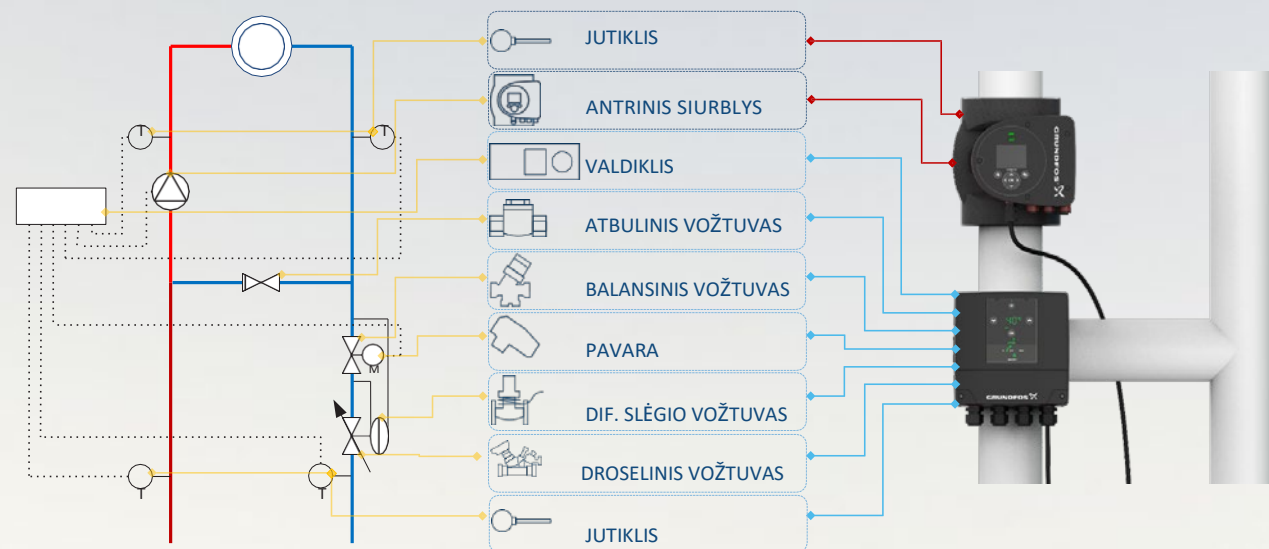 JUTIKLIS
ANTRINIS SIURBLYS
VALDIKLIS
ATBULINIS VOŽTUVAS
BALANSINIS VOŽTUVAS
PAVARA
DIF. SLĖGIO VOŽTUVAS
DROSELINIS VOŽTUVAS
JUTIKLIS
T
T
M
T
T
GRUNDFOS
GRUNDFOS